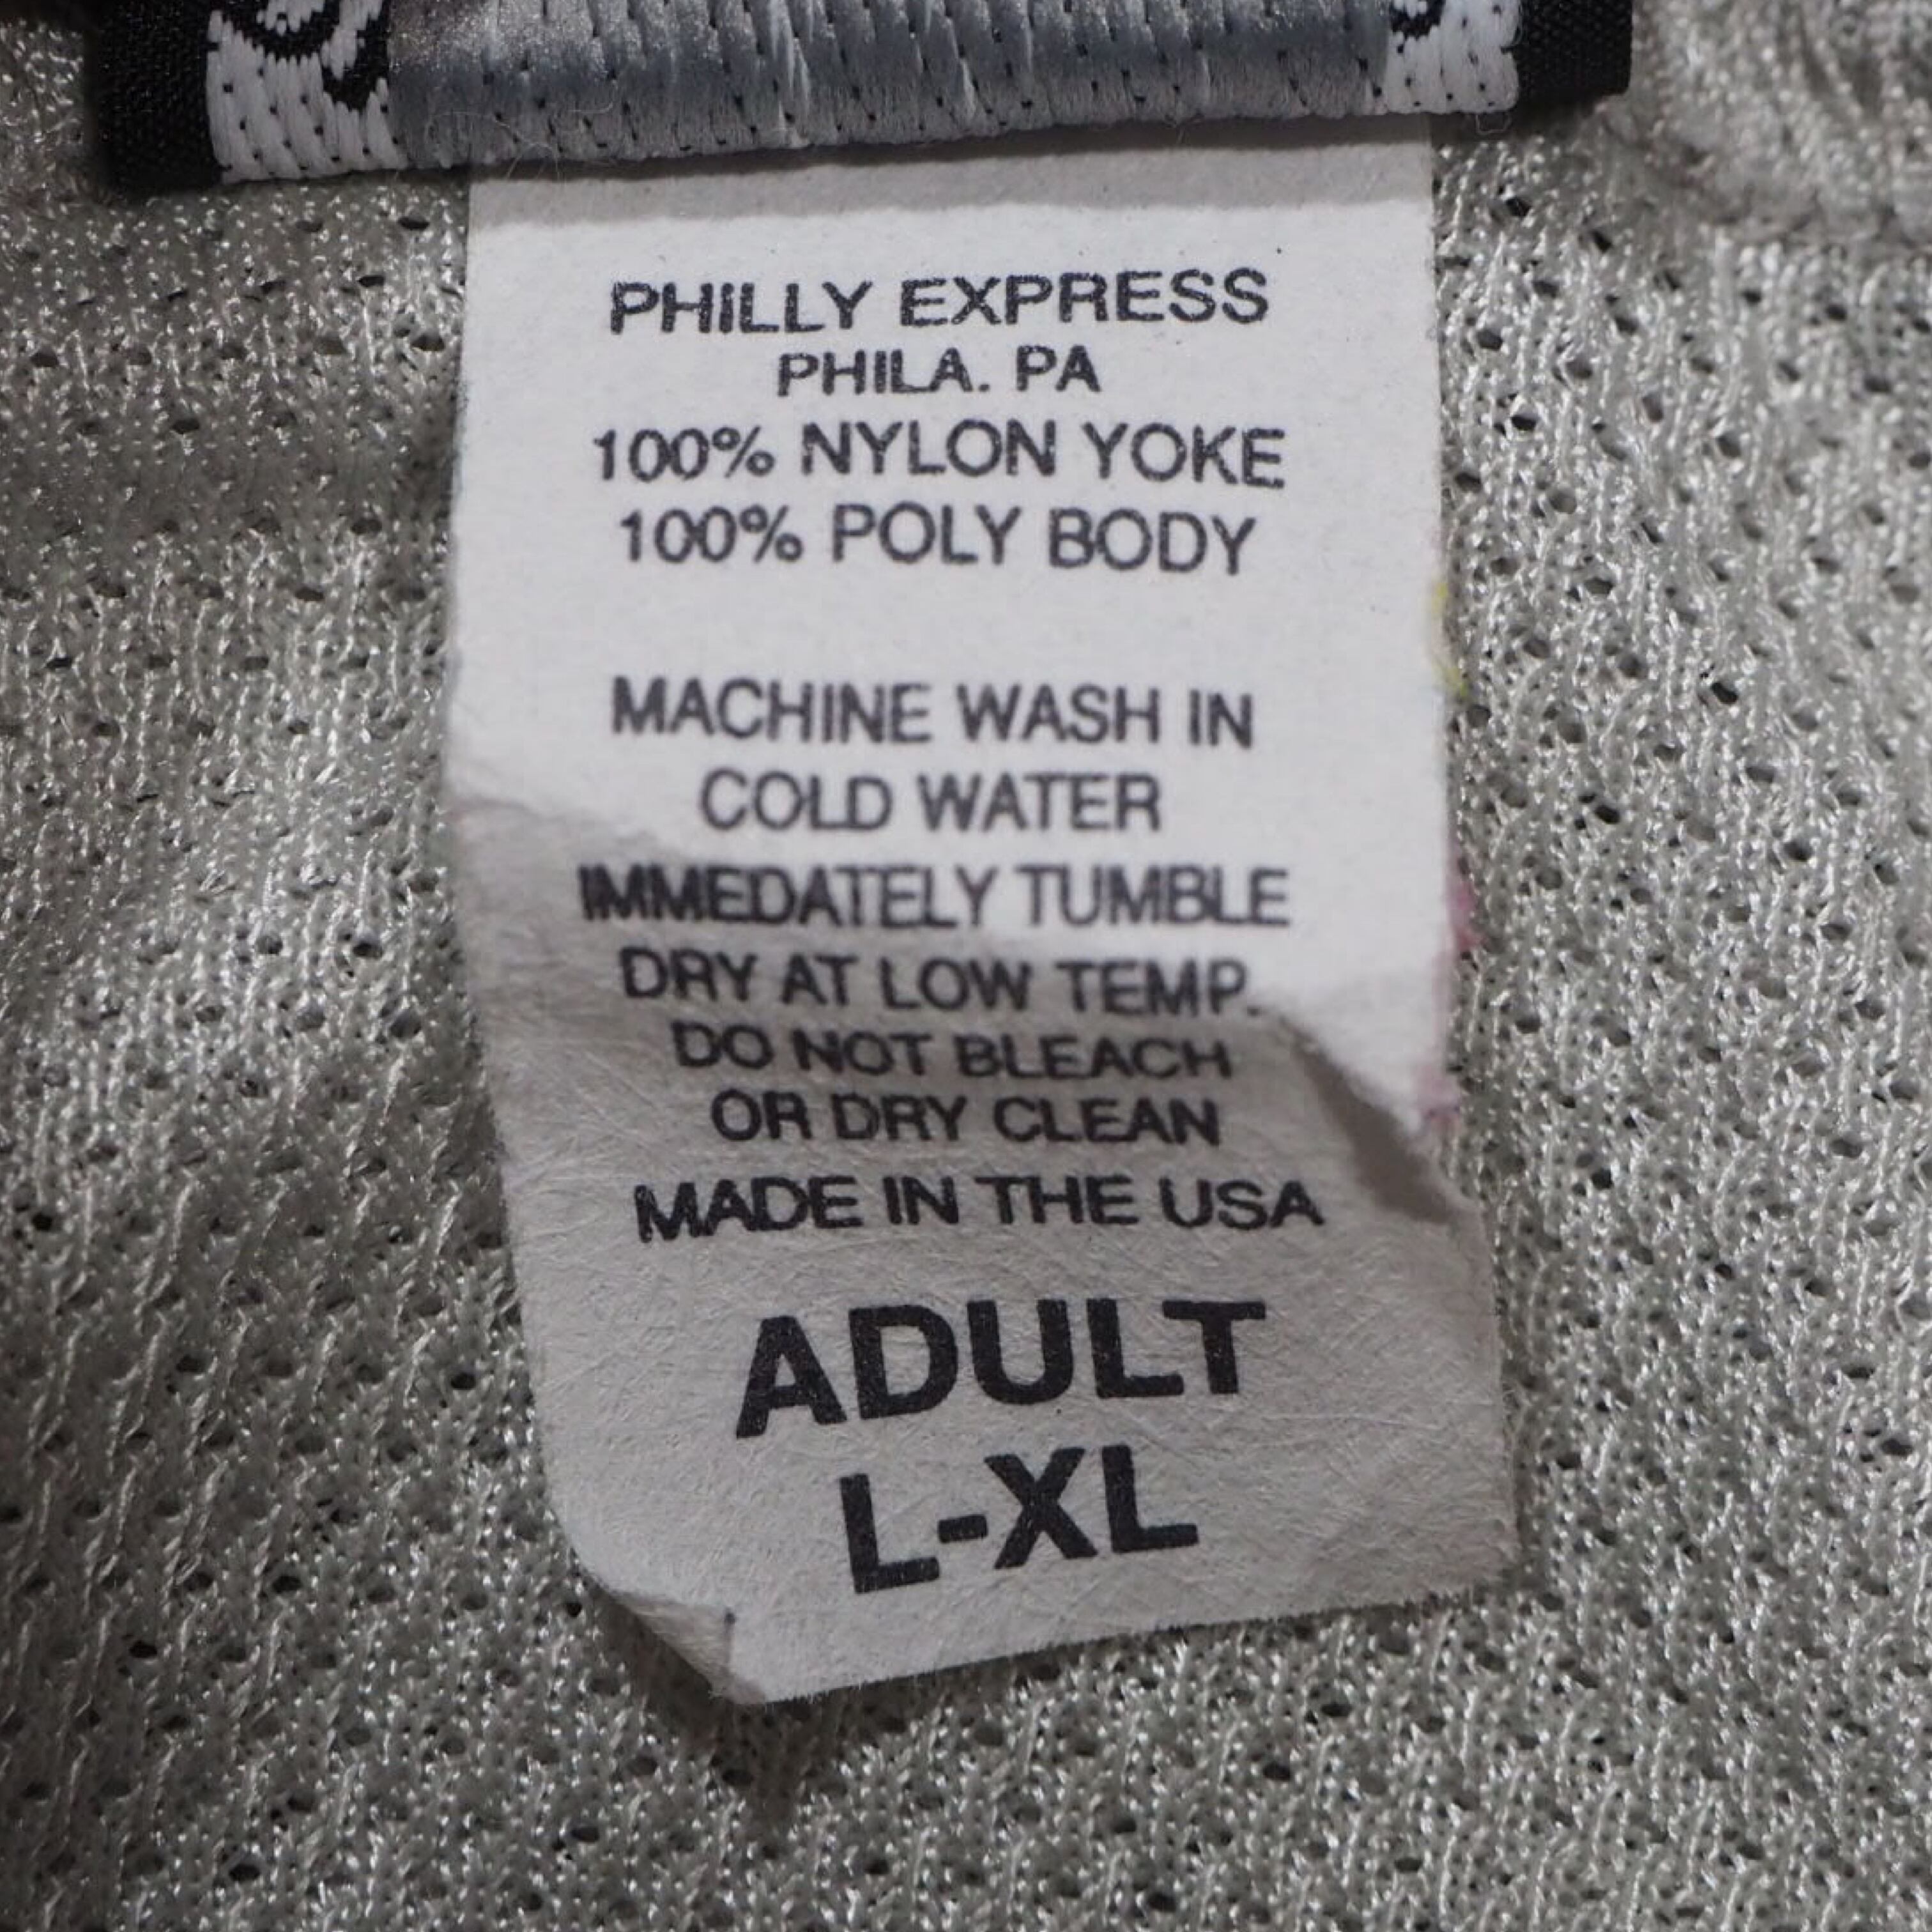 PHILLY EXPRESS
PHILA. PA
100% NYLON YOKE
100% POLY BODY
MACHINE WASH IN
COLD WATER
IMMEDATELY TUMBLE
DRY AT LOW TEMP.
DO NOT BLEACH
OR DRY CLEAN
MADE IN THE USA
ADULT
L-XL